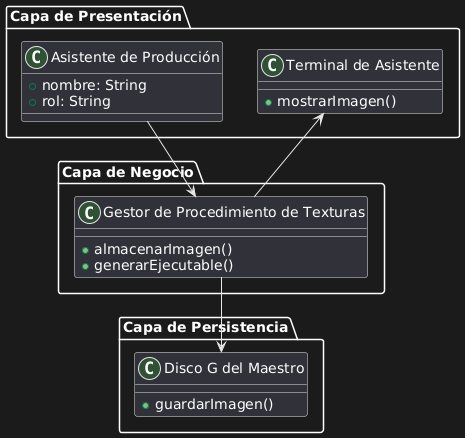 Capa de Presentación
C Asistente de Producción
nombre: String
rol: String
C Terminal de Asistente
mostrarImagen()
Capa de Negocio
C Gestor de Procedimiento de Texturas
almacenarImagen()
generarEjecutable()
Capa de Persistencia
C Disco G del Maestro
guardarImagen()